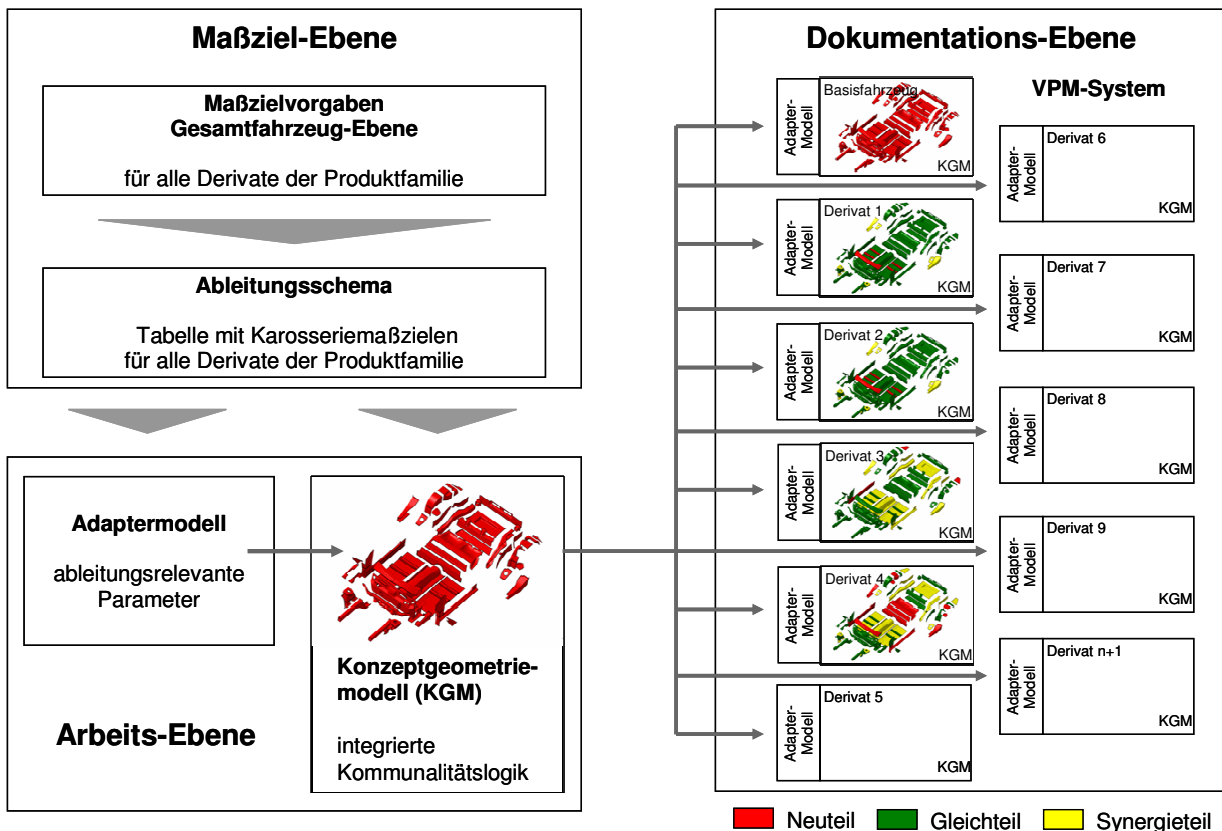 Maßziel-Ebene
Maßzielvorgaben
Gesamtfahrzeug-Ebene
für alle Derivate der Produktfamilie
Ableitungsschema
Tabelle mit Karosseriemaßzielen
für alle Derivate der Produktfamilie
Adaptermodell
ableitungsrelevante
Parameter
Arbeits-Ebene
Konzeptgeometrie-
modell (KGM)
integrierte
Kommunalitätslogik
Dokumentations-Ebene
VPM-System
Adapter-
Modell
Basisfahrzeug
KGM
Adapter-
Modell
Derivat 1
KGM
Adapter-
Modell
Derivat 2
KGM
Adapter-
Modell
Derivat 3
KGM
Adapter-
Modell
Derivat 4
KGM
Adapter-
Modell
Derivat 5
KGM
Adapter-
Modell
Derivat 6
KGM
Adapter-
Modell
Derivat 7
KGM
Adapter-
Modell
Derivat 8
KGM
Adapter-
Modell
Derivat 9
KGM
Adapter-
Modell
Derivat n+1
KGM
Neuteil
Gleichteil
Synergieteil